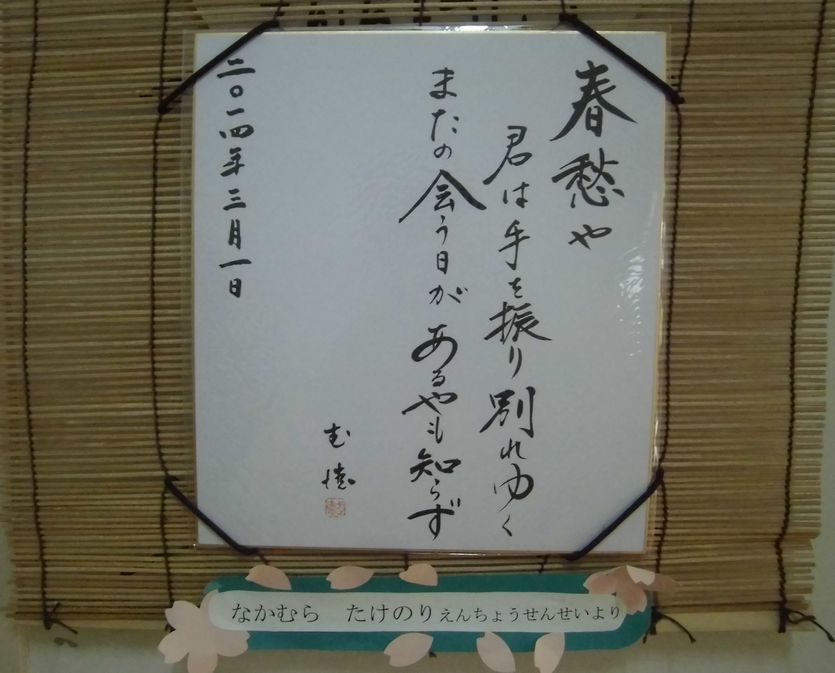 春愁や
君は手を振り別れゆく
またの会う日があるやも知らず
二〇一四年三月一日
なかむら　たけのりえんちょうせんせいより